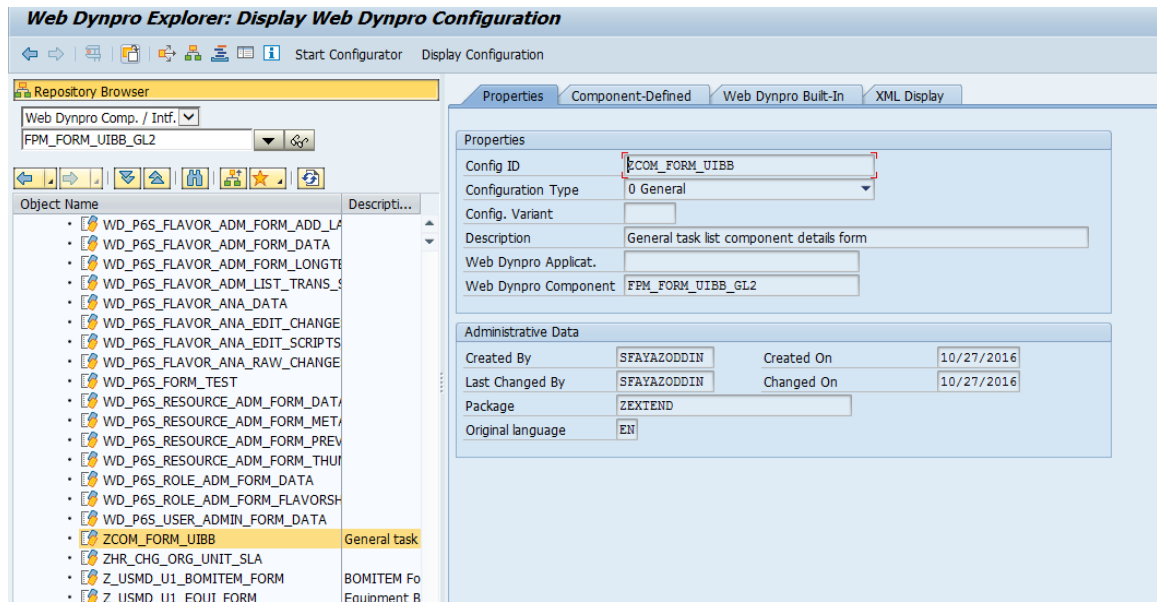 Web Dynpro Explorer: Display Web Dynpro Configuration
Start Configurator Display Configuration
Repository Browser
Web Dynpro Comp. / Intf.
FPM_FORM_UIBB_GL2
Object Name Descripti...
WD_P6S_FLAVOR_ADM_FORM_ADD_LA
WD_P6S_FLAVOR_ADM_FORM_DATA
WD_P6S_FLAVOR_ADM_FORM_LONGTE
WD_P6S_FLAVOR_ADM_LIST_TRANS_S
WD_P6S_FLAVOR_ANA_DATA
WD_P6S_FLAVOR_ANA_EDIT_CHANGE
WD_P6S_FLAVOR_ANA_EDIT_SCRIPTS
WD_P6S_FLAVOR_ANA_RAW_CHANGE
WD_P6S_FORM_TEST
WD_P6S_RESOURCE_ADM_FORM_DATA
WD_P6S_RESOURCE_ADM_FORM_META
WD_P6S_RESOURCE_ADM_FORM_PREV
WD_P6S_RESOURCE_ADM_FORM_THUM
WD_P6S_ROLE_ADM_FORM_DATA
WD_P6S_ROLE_ADM_FORM_FLAVORSH
WD_P6S_USER_ADMIN_FORM_DATA
ZCOM_FORM_UIBB General task
ZHR_CHG_ORG_UNIT_SLA
Z_USMD_U1_BOMITEM_FORM BOMITEM Fo
Z_USMD_U1_EQUI_FORM Equipment B
Properties Component-Defined Web Dynpro Built-In XML Display
Properties
Config ID ZCOM_FORM_UIBB
Configuration Type 0 General
Config. Variant
Description General task list component details form
Web Dynpro Applicat.
Web Dynpro Component FPM_FORM_UIBB_GL2
Administrative Data
Created By SFAYAZODDIN Created On 10/27/2016
Last Changed By SFAYAZODDIN Changed On 10/27/2016
Package ZEXTEND
Original language EN